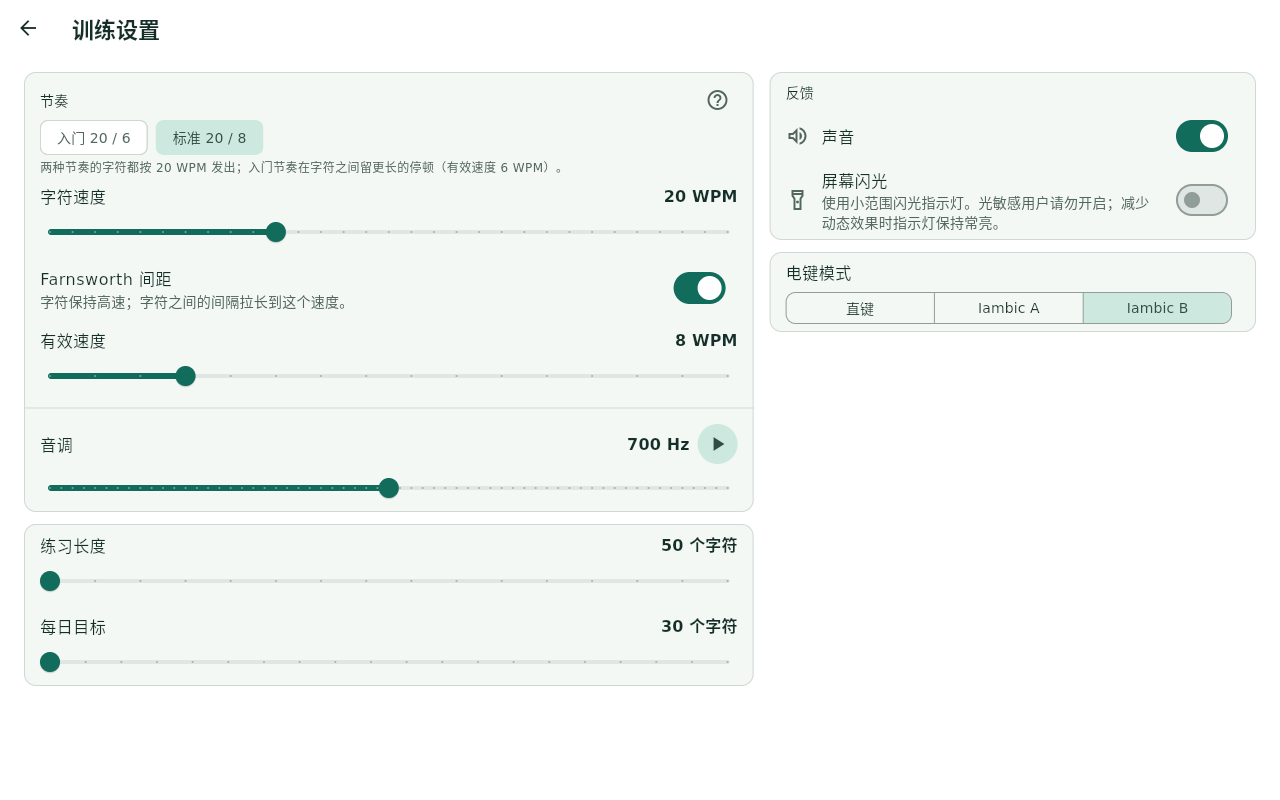 训练设置
节奏
入门 20 / 6
标准 20 / 8
两种节奏的字符都按 20 WPM 发出；入门节奏在字符之间留更长的停顿（有效速度 6 WPM）。
字符速度
20 WPM
Farnsworth 间距
字符保持高速；字符之间的间隔拉长到这个速度。
有效速度
8 WPM
音调
700 Hz
练习长度
50 个字符
每日目标
30 个字符
反馈
声音
屏幕闪光
使用小范围闪光指示灯。光敏感用户请勿开启；减少
动态效果时指示灯保持常亮。
电键模式
直键
Iambic A
Iambic B